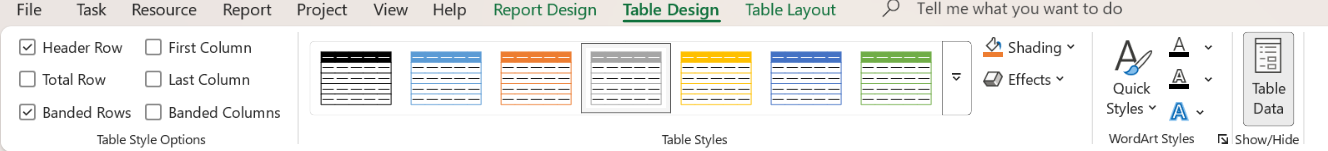 File Task Resource Report Project View Help Report Design Table Design Table Layout Tell me what you want to do
Header Row First Column
Total Row Last Column
Banded Rows Banded Columns
Table Style Options
Table Styles
Shading
Effects
Quick
Styles
A
A
A
WordArt Styles
Table
Data
Show/Hide